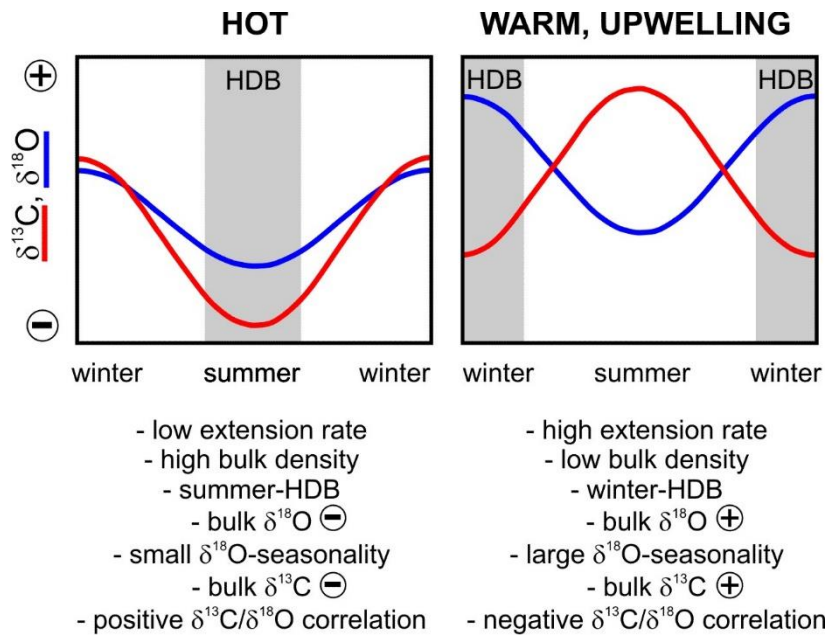 HOT
WARM, UPWELLING
⊕
δ¹³C, δ¹⁸O
⊖
HDB
HDB
HDB
winter
summer
winter
winter
summer
winter
- low extension rate
- high bulk density
- summer-HDB
- bulk δ¹⁸O ⊖
- small δ¹⁸O-seasonality
- bulk δ¹³C ⊖
- positive δ¹³C/δ¹⁸O correlation
- high extension rate
- low bulk density
- winter-HDB
- bulk δ¹⁸O ⊕
- large δ¹⁸O-seasonality
- bulk δ¹³C ⊕
- negative δ¹³C/δ¹⁸O correlation